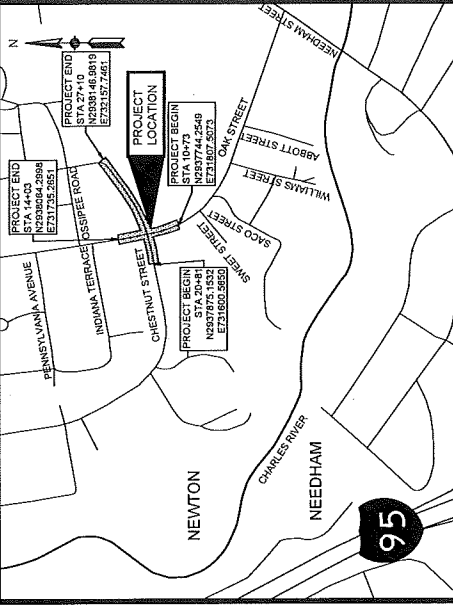 N
NEEDHAM STREET
PROJECT END
STA 27+10
N2938146.9819
E732157.7461
PROJECT
LOCATION
PROJECT END
STA 14+03
N2938064.2998
E731735.2651
PROJECT BEGIN
STA 10+73
N2937744.2549
E731807.5073
OAK STREET
PENNSYLVANIA AVENUE
INDIANA TERRACE
OSSIPEE ROAD
CHESTNUT STREET
PROJECT BEGIN
STA 20+81
N2937875.1532
E731600.5650
ABBOTT STREET
WILLIAMS STREET
SACO STREET
SWEET STREET
NEWTON
CHARLES RIVER
NEEDHAM
95